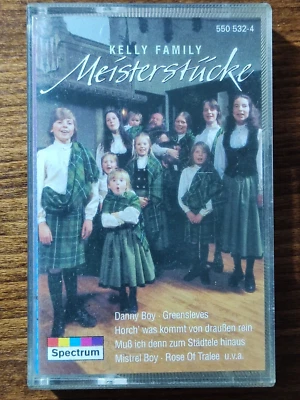 550 532-4
KELLY FAMILY
Meisterstücke
Danny Boy · Greensleeves
Horch' was kommt von draußen rein
Muß ich denn zum Städtele hinaus
Mistrel Boy · Rose Of Tralee u.v.a.
Spectrum